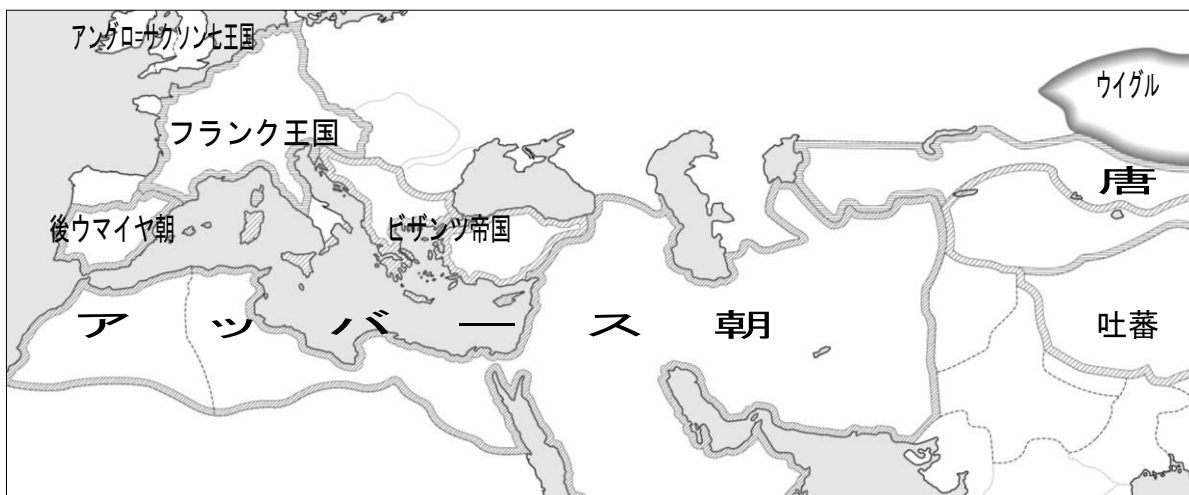 アングロ=サクソン七王国
ウイグル
フランク王国
唐
後ウマイヤ朝
ビザンツ帝国
アッバース朝
吐蕃